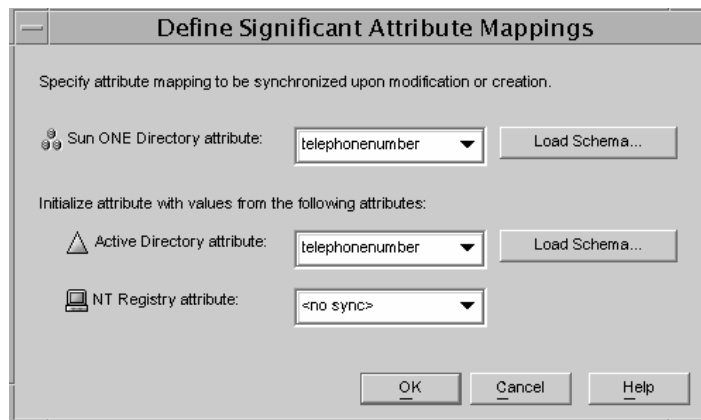 Define Significant Attribute Mappings
Specify attribute mapping to be synchronized upon modification or creation.
Sun ONE Directory attribute: telephonenumber Load Schema...
Initialize attribute with values from the following attributes:
Active Directory attribute: telephonenumber Load Schema...
NT Registry attribute: <no sync>
OK Cancel Help